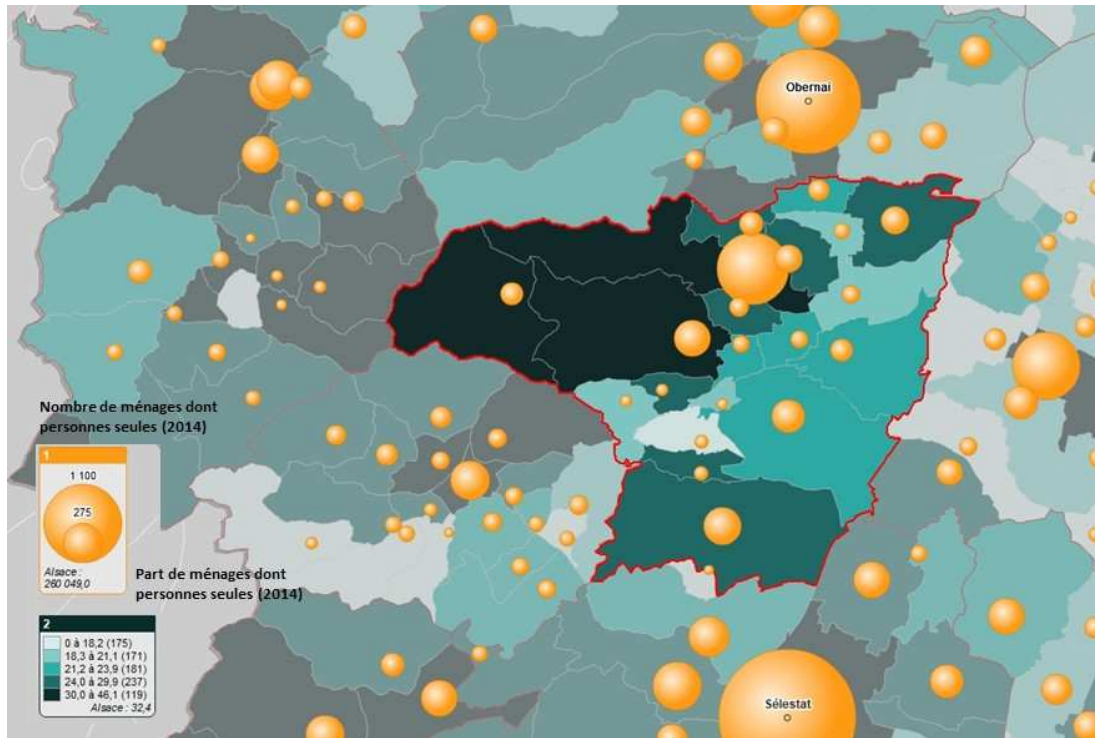 Obernai
Nombre de ménages dont
personnes seules (2014)
1
1 100
275
Alsace :
260 049,0
Part de ménages dont
personnes seules (2014)
2
0 à 18,2 (175)
18,3 à 21,1 (171)
21,2 à 23,9 (181)
24,0 à 29,9 (237)
30,0 à 46,1 (119)
Alsace : 32,4
Sélestat